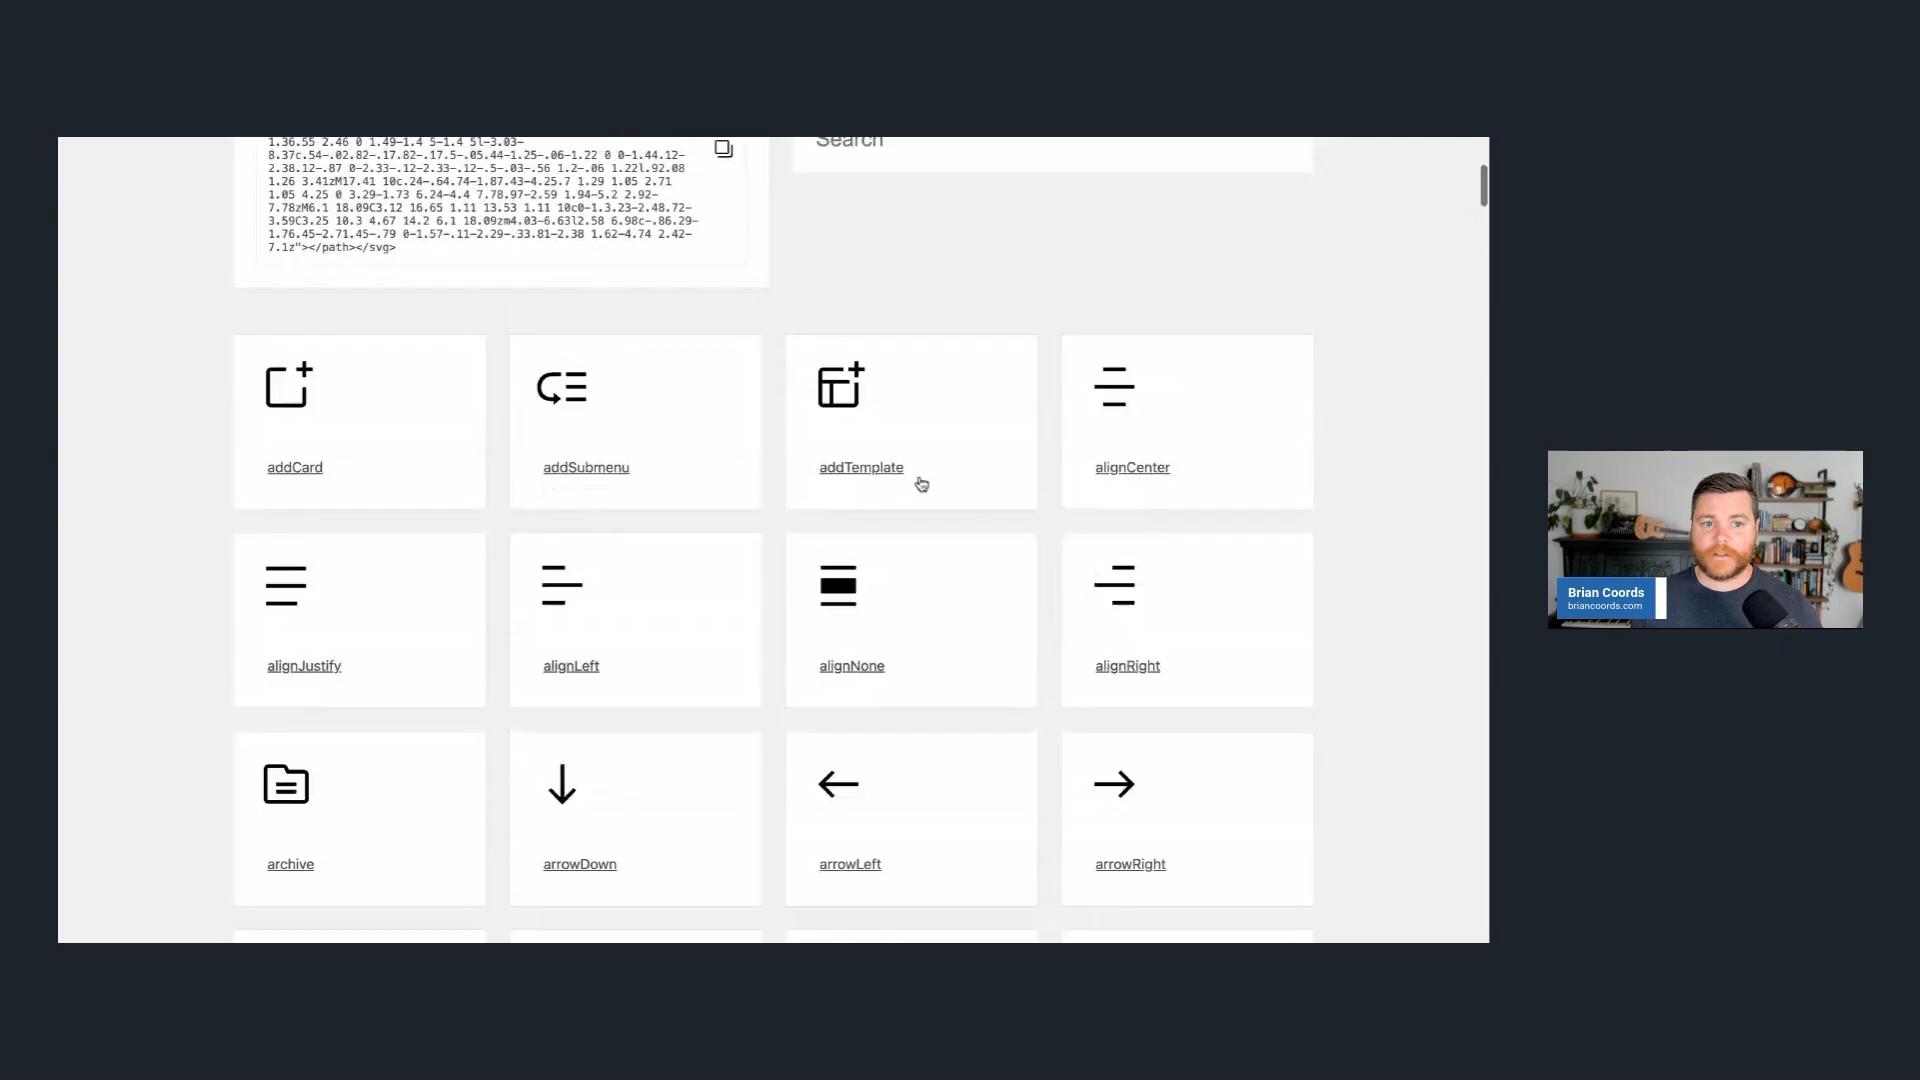 1.36.55 2.46 0 1.49-1.4 5-1.4 5l-3.03-
8.37c.54-.02.82-.17.82-.17.5-.05.44-1.25-.06-1.22 0 0-1.44.12-
2.38.12-.87 0-2.33-.12-2.33-.12-.5-.03-.56 1.2-.06 1.22l.92.08
1.26 3.41zM17.41 10c.24-.64.74-1.87.43-4.25.7 1.29 1.05 2.71
1.05 4.25 0 3.29-1.73 6.24-4.4 7.78.97-2.59 1.94-5.2 2.92-
7.78zM6.1 18.09C3.12 16.65 1.11 13.53 1.11 10c0-1.3.23-2.48.72-
3.59C3.25 10.3 4.67 14.2 6.1 18.09zm4.03-6.63l2.58 6.98c-.86.29-
1.76.45-2.71.45-.79 0-1.57-.11-2.29-.33.81-2.38 1.62-4.74 2.42-
7.1z"></path></svg>
Search
addCard
addSubmenu
addTemplate
alignCenter
alignJustify
alignLeft
alignNone
alignRight
archive
arrowDown
arrowLeft
arrowRight
Brian Coords
briancoords.com